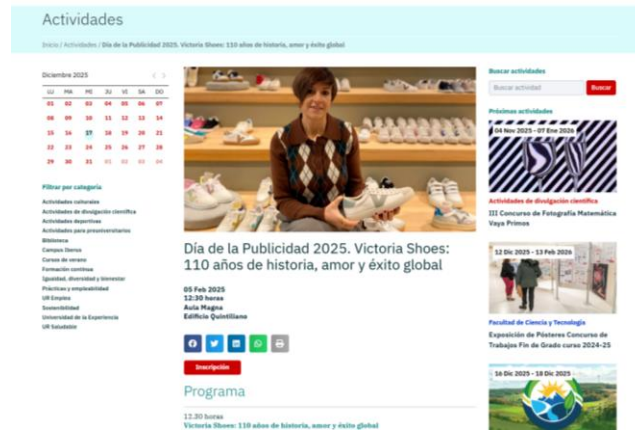 Actividades
Inicio / Actividades / Día de la Publicidad 2025. Victoria Shoes: 110 años de historia, amor y éxito global
Diciembre 2025
LU MA MI JU VI SA DO
01 02 03 04 05 06 07
08 09 10 11 12 13 14
15 16 17 18 19 20 21
22 23 24 25 26 27 28
29 30 31 01 02 03 04
Filtrar por categoría
Actividades culturales
Actividades de divulgación científica
Actividades deportivas
Actividades para preuniversitarios
Biblioteca
Campus Iberus
Cursos de verano
Formación continua
Igualdad, diversidad y bienestar
Prácticas y empleabilidad
UR Emplea
Sostenibilidad
Universidad de la Experiencia
UR Saludable
Día de la Publicidad 2025. Victoria Shoes:
110 años de historia, amor y éxito global
05 Feb 2025
12:30 horas
Aula Magna
Edificio Quintiliano
Inscripción
Programa
12.30 horas
Victoria Shoes: 110 años de historia, amor y éxito global
Buscar actividades
Buscar actividad
Buscar
Próximas actividades
04 Nov 2025 - 07 Ene 2026
Actividades de divulgación científica
III Concurso de Fotografía Matemática
Vaya Primos
12 Dic 2025 - 13 Feb 2026
Facultad de Ciencia y Tecnología
Exposición de Pósteres Concurso de
Trabajos Fin de Grado curso 2024-25
16 Dic 2025 - 18 Dic 2025